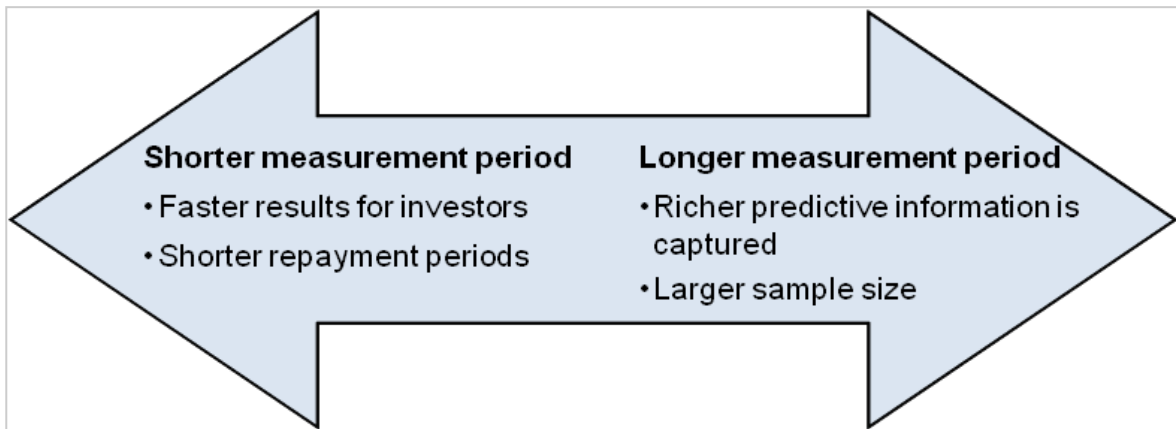 Shorter measurement period
• Faster results for investors
• Shorter repayment periods
Longer measurement period
• Richer predictive information is
captured
• Larger sample size